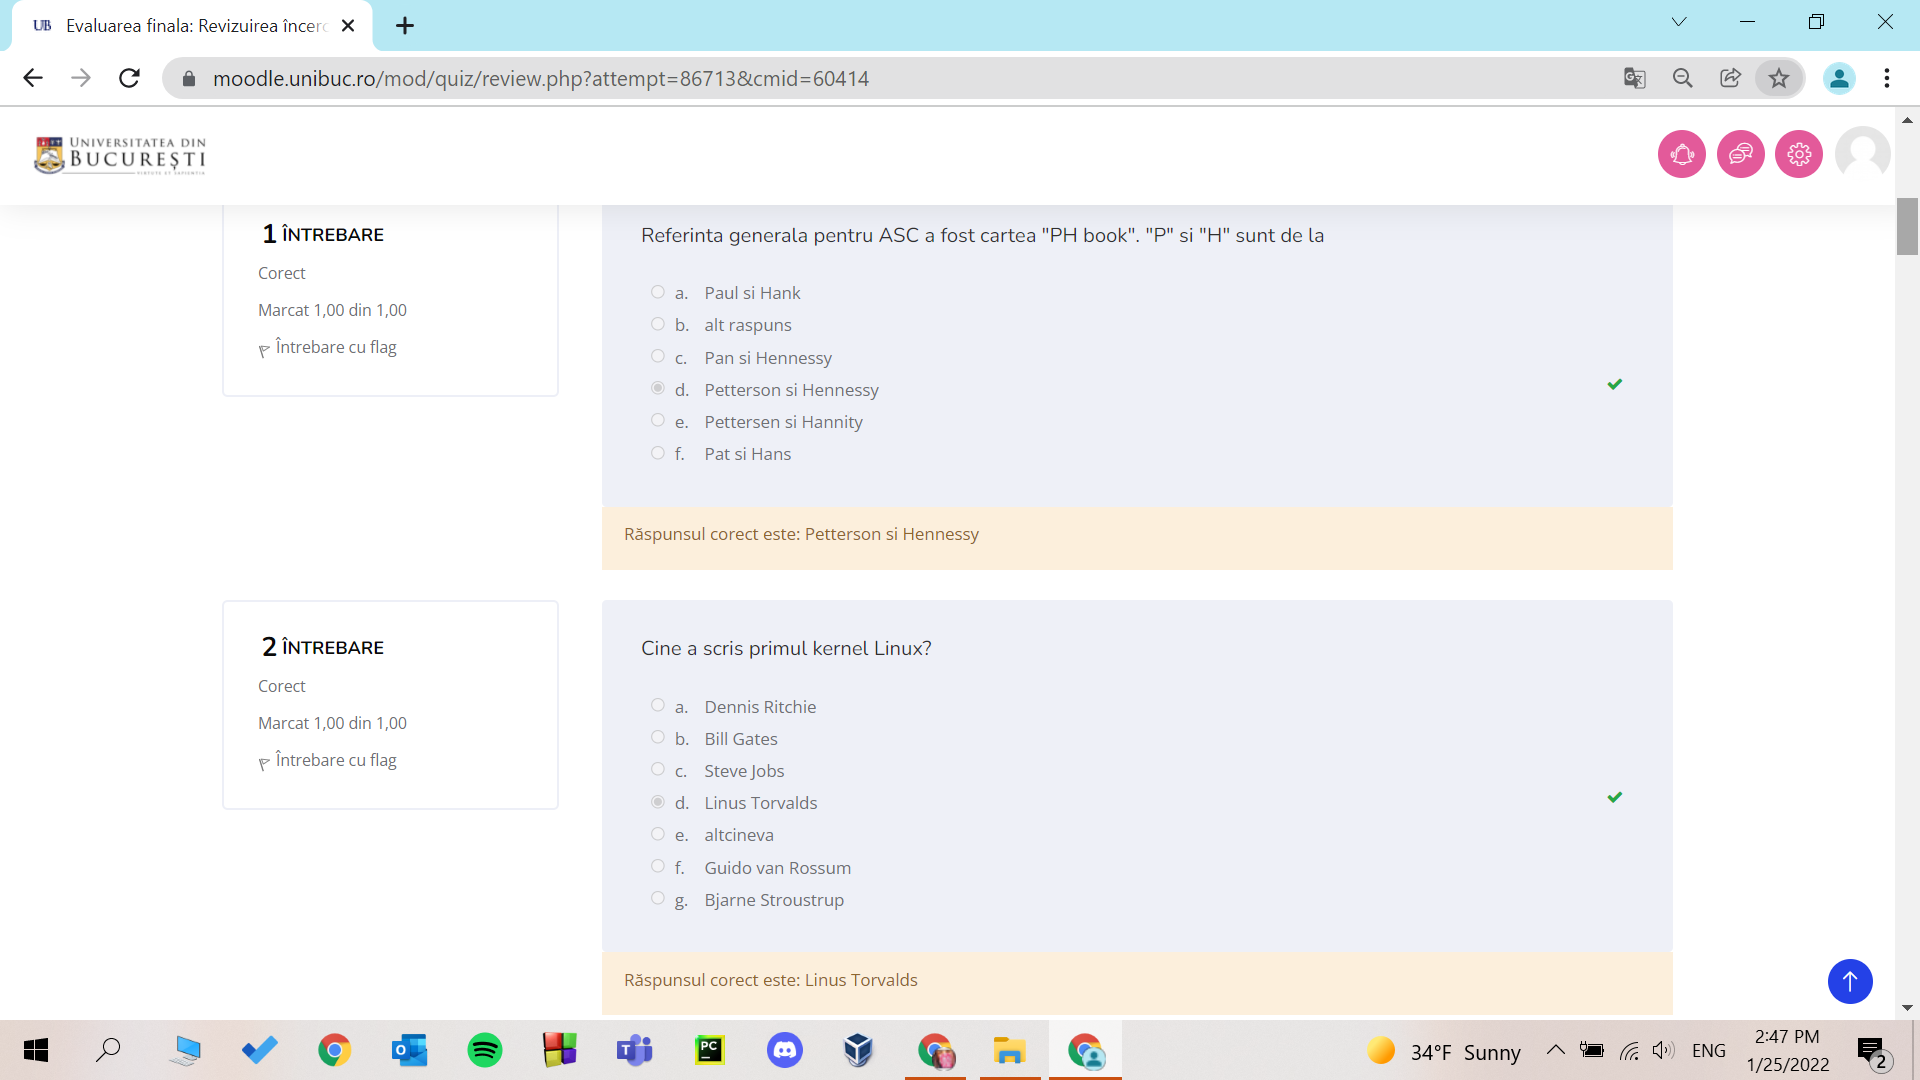 UB Evaluarea finala: Revizuirea încerc
moodle.unibuc.ro/mod/quiz/review.php?attempt=86713&cmid=60414
UNIVERSITATEA DIN
BUCUREȘTI
VIRTUTE ET SAPIENTIA
1 ÎNTREBARE
Corect
Marcat 1,00 din 1,00
Întrebare cu flag
Referinta generala pentru ASC a fost cartea "PH book". "P" si "H" sunt de la
a. Paul si Hank
b. alt raspuns
c. Pan si Hennessy
d. Petterson si Hennessy
e. Pettersen si Hannity
f. Pat si Hans
Răspunsul corect este: Petterson si Hennessy
2 ÎNTREBARE
Corect
Marcat 1,00 din 1,00
Întrebare cu flag
Cine a scris primul kernel Linux?
a. Dennis Ritchie
b. Bill Gates
c. Steve Jobs
d. Linus Torvalds
e. altcineva
f. Guido van Rossum
g. Bjarne Stroustrup
Răspunsul corect este: Linus Torvalds
34°F Sunny
ENG
2:47 PM
1/25/2022
2